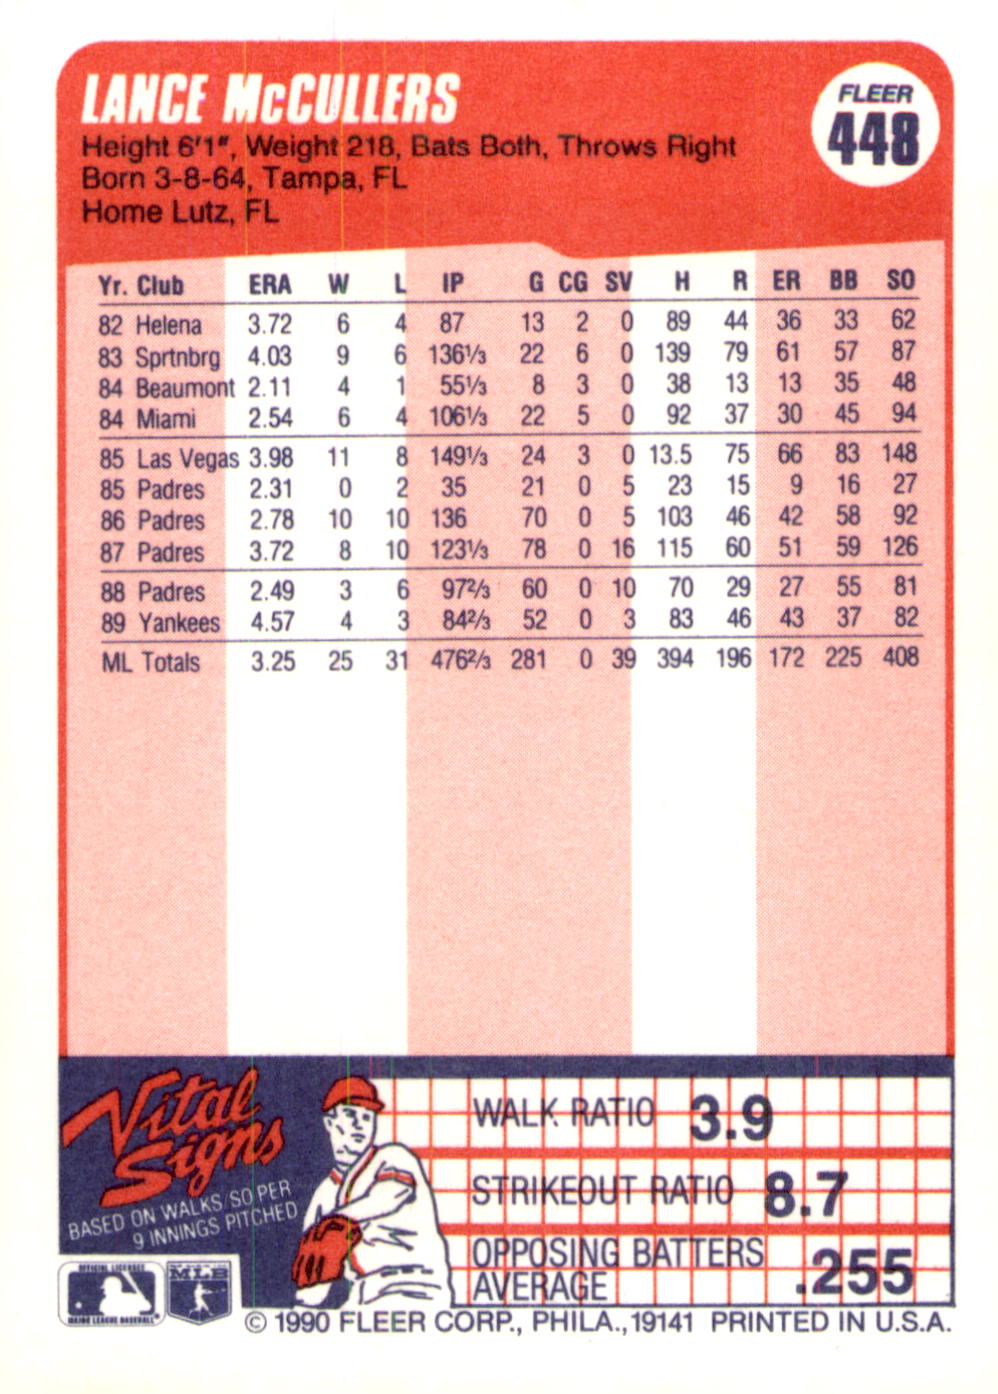 LANCE McCULLERS
FLEER
448
Height 6'1", Weight 218, Bats Both, Throws Right
Born 3-8-64, Tampa, FL
Home Lutz, FL
Yr. Club ERA W L IP G CG SV H R ER BB SO
82 Helena 3.72 6 4 87 13 2 0 89 44 36 33 62
83 Sprtnbrg 4.03 9 6 136⅓ 22 6 0 139 79 61 57 87
84 Beaumont 2.11 4 1 55⅓ 8 3 0 38 13 13 35 48
84 Miami 2.54 6 4 106⅓ 22 5 0 92 37 30 45 94
85 Las Vegas 3.98 11 8 149⅓ 24 3 0 13.5 75 66 83 148
85 Padres 2.31 0 2 35 21 0 5 23 15 9 16 27
86 Padres 2.78 10 10 136 70 0 5 103 46 42 58 92
87 Padres 3.72 8 10 123⅓ 78 0 16 115 60 51 59 126
88 Padres 2.49 3 6 97⅔ 60 0 10 70 29 27 55 81
89 Yankees 4.57 4 3 84⅔ 52 0 3 83 46 43 37 82
ML Totals 3.25 25 31 476⅔ 281 0 39 394 196 172 225 408
Vital
Signs
BASED ON WALKS/SO PER
9 INNINGS PITCHED
WALK RATIO 3.9
STRIKEOUT RATIO 8.7
OPPOSING BATTERS
AVERAGE .255
OFFICIAL LICENSEE
MAJOR LEAGUE BASEBALL®
MLB
© 1990 FLEER CORP., PHILA., 19141 PRINTED IN U.S.A.